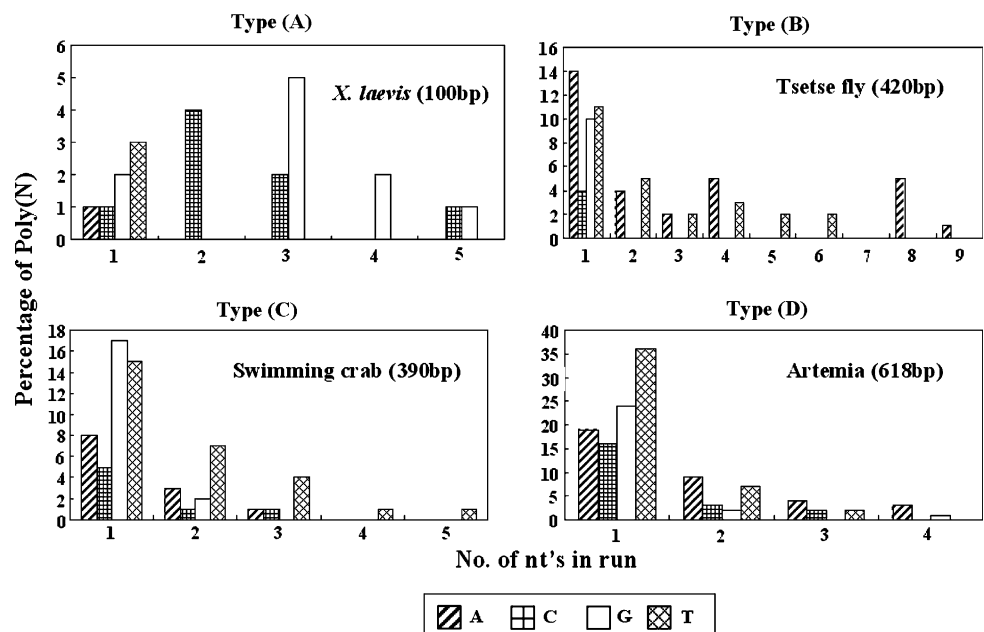 Type (A)
X. laevis (100bp)
6
5
4
3
2
1
0
1 2 3 4 5
Type (B)
Tsetse fly (420bp)
16
14
12
10
8
6
4
2
0
1 2 3 4 5 6 7 8 9
Percentage of Poly(N)
Type (C)
Swimming crab (390bp)
18
16
14
12
10
8
6
4
2
0
1 2 3 4 5
Type (D)
Artemia (618bp)
40
35
30
25
20
15
10
5
0
1 2 3 4
No. of nt's in run
A C G T